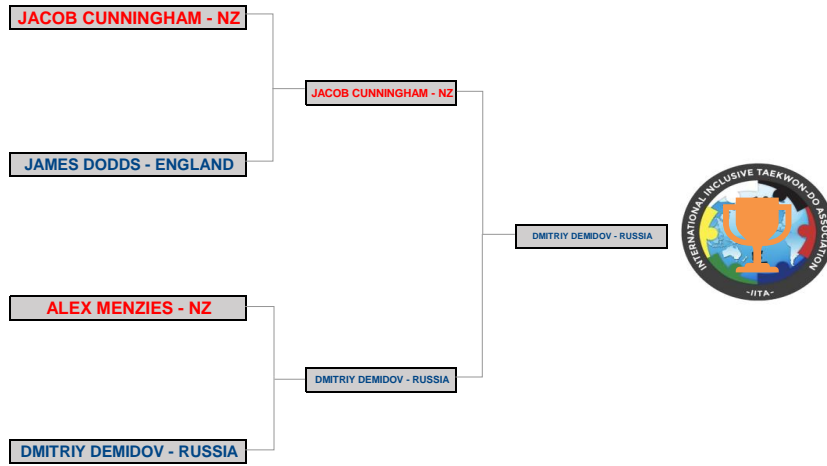 JACOB CUNNINGHAM - NZ
JACOB CUNNINGHAM - NZ
JAMES DODDS - ENGLAND
INTERNATIONAL INCLUSIVE TAEKWON-DO ASSOCIATION
DMITRIY DEMIDOV - RUSSIA
-IITA-
ALEX MENZIES - NZ
DMITRIY DEMIDOV - RUSSIA
DMITRIY DEMIDOV - RUSSIA